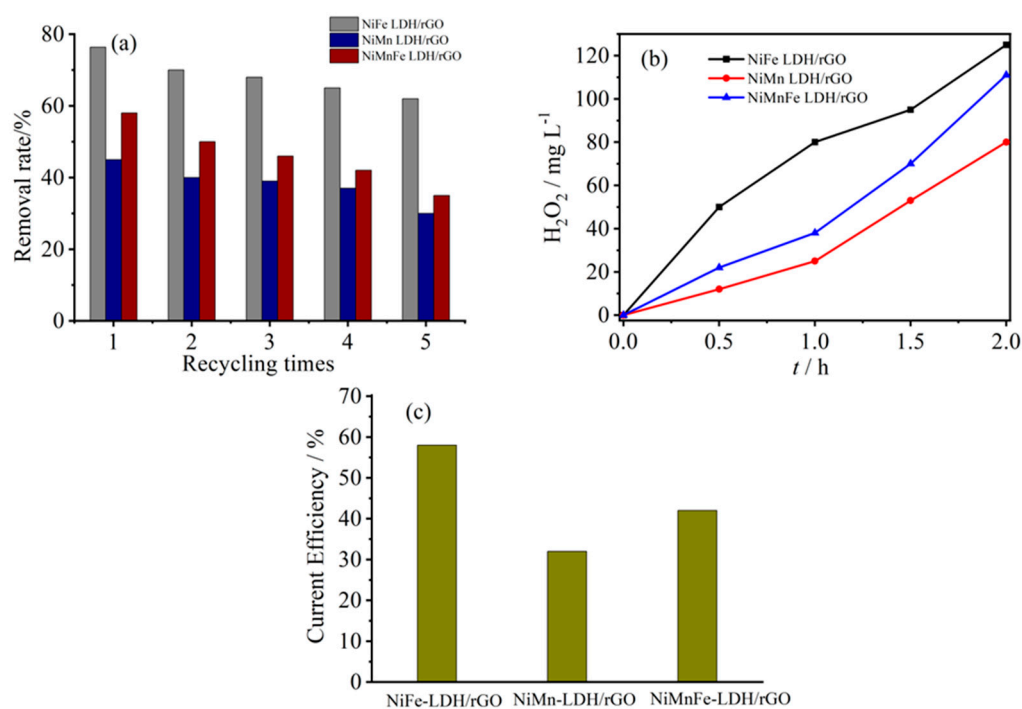 (a)
NiFe LDH/rGO
NiMn LDH/rGO
NiMnFe LDH/rGO
Removal rate/%
80
60
40
20
0
1 2 3 4 5
Recycling times
(b)
NiFe LDH/rGO
NiMn LDH/rGO
NiMnFe LDH/rGO
H₂O₂ / mg L⁻¹
120
100
80
60
40
20
0
0.0 0.5 1.0 1.5 2.0
t / h
(c)
Current Efficiency / %
70
60
50
40
30
20
10
0
NiFe-LDH/rGO NiMn-LDH/rGO NiMnFe-LDH/rGO